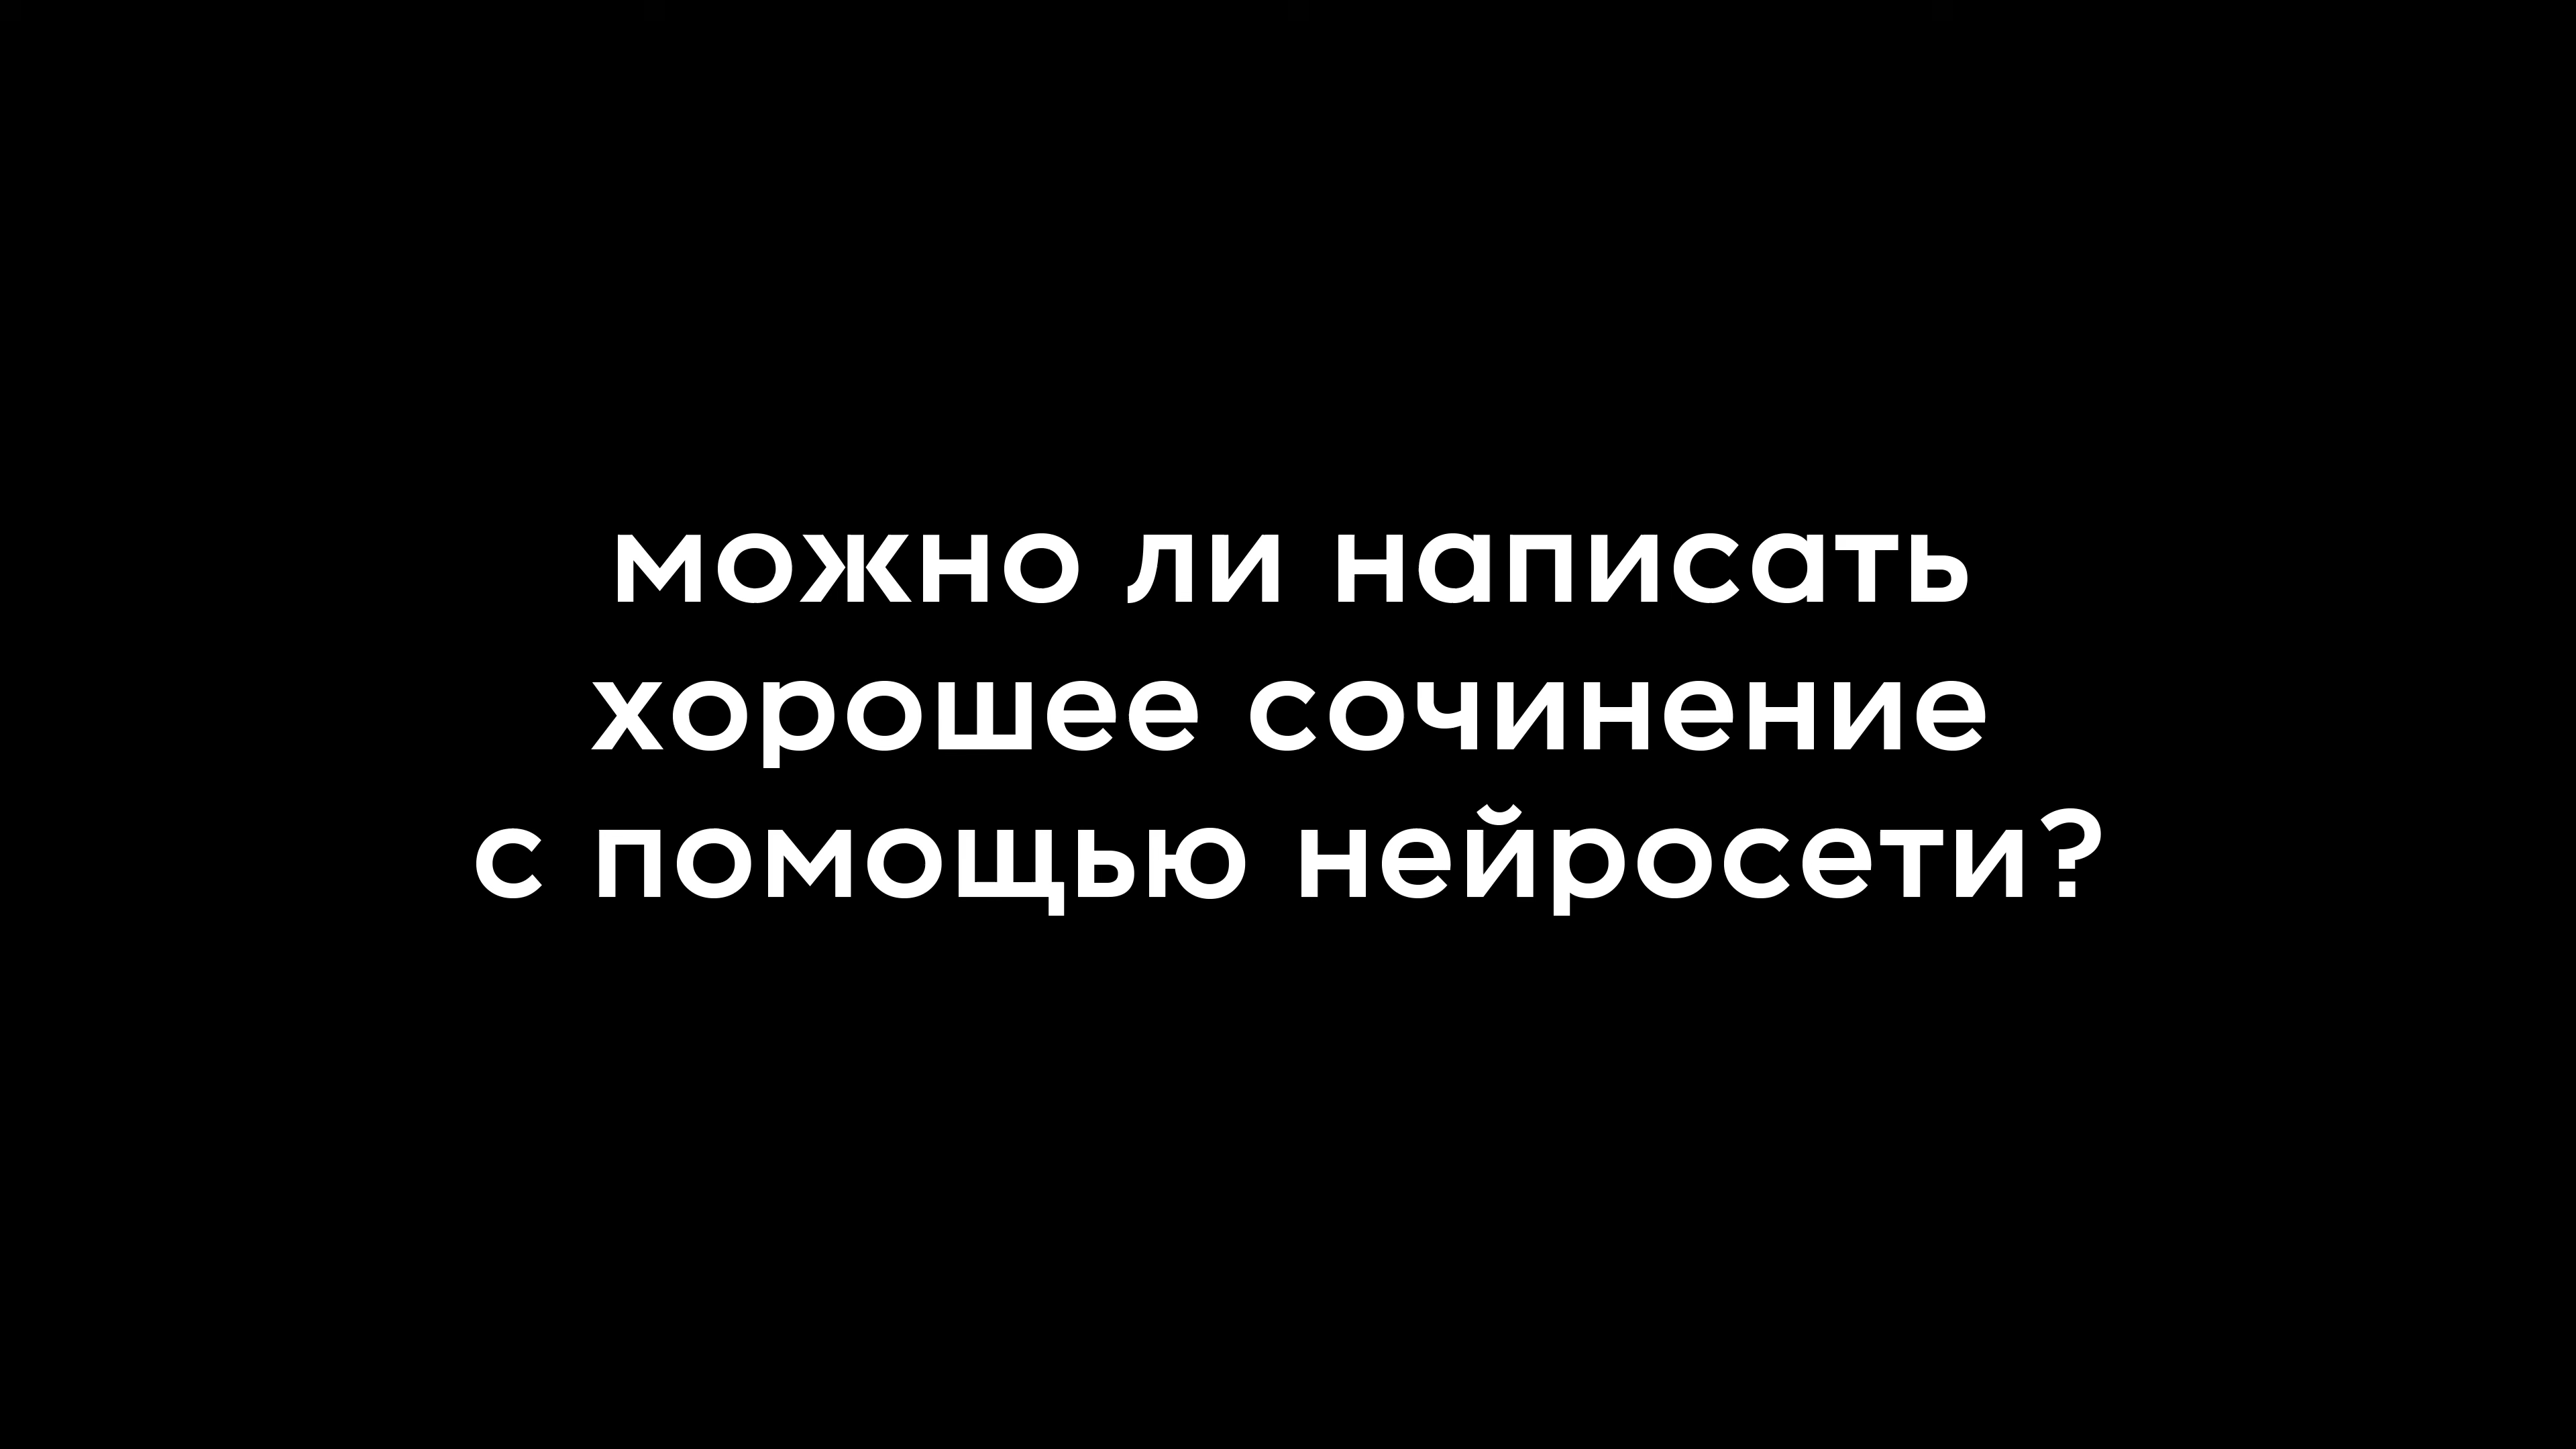 можно ли написать
хорошее сочинение
с помощью нейросети?